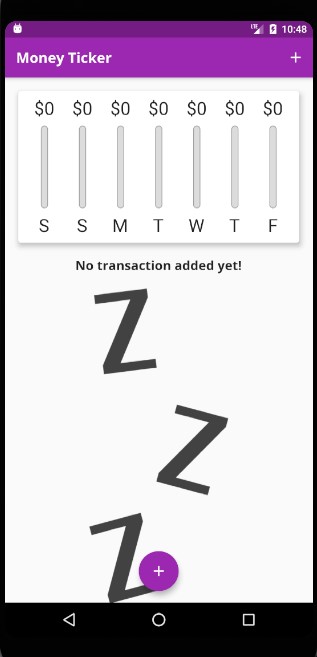 LTE 10:48
Money Ticker +
$0 $0 $0 $0 $0 $0 $0
S S M T W T F
No transaction added yet!
Z
Z
Z
+